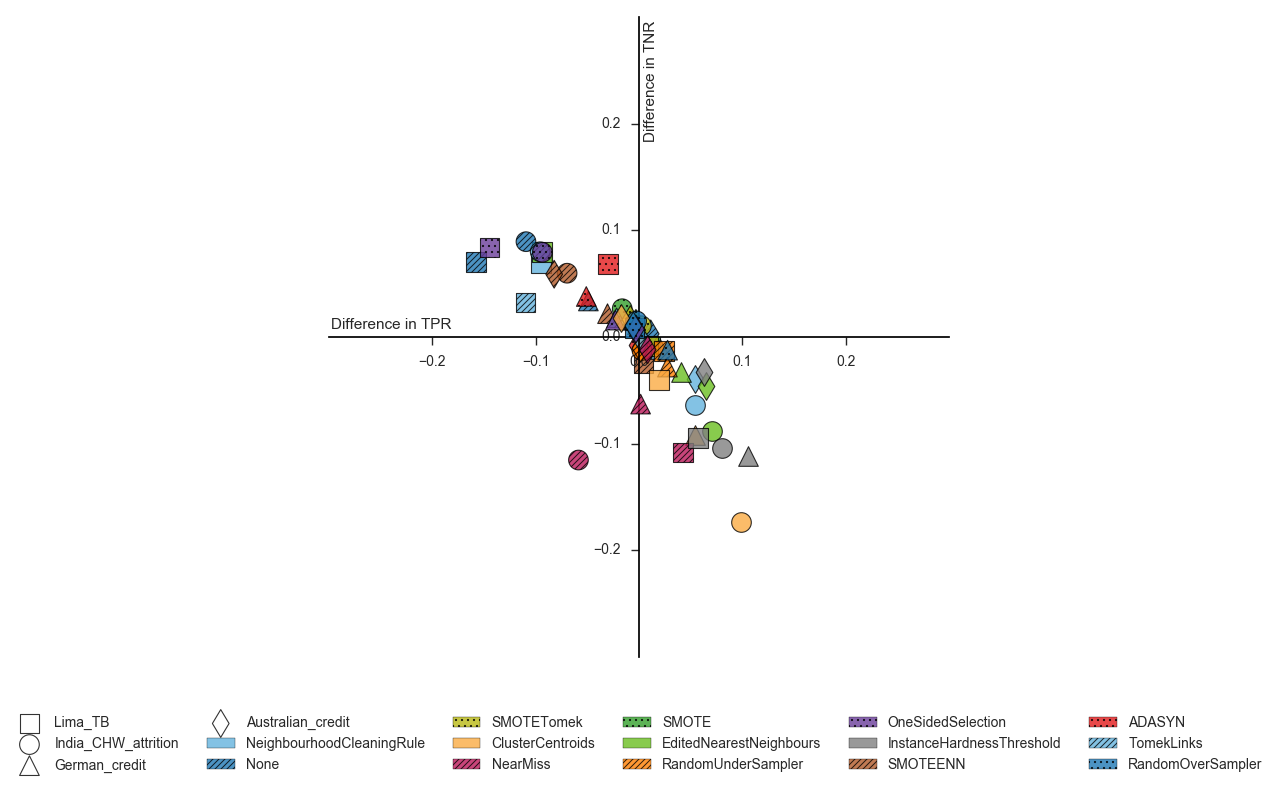 Difference in TNR
0.2
0.1
Difference in TPR
0.0
−0.2
−0.1
0.0
0.1
0.2
−0.1
−0.2
Lima_TB
India_CHW_attrition
German_credit
Australian_credit
NeighbourhoodCleaningRule
None
SMOTETomek
ClusterCentroids
NearMiss
SMOTE
EditedNearestNeighbours
RandomUnderSampler
OneSidedSelection
InstanceHardnessThreshold
SMOTEENN
ADASYN
TomekLinks
RandomOverSampler